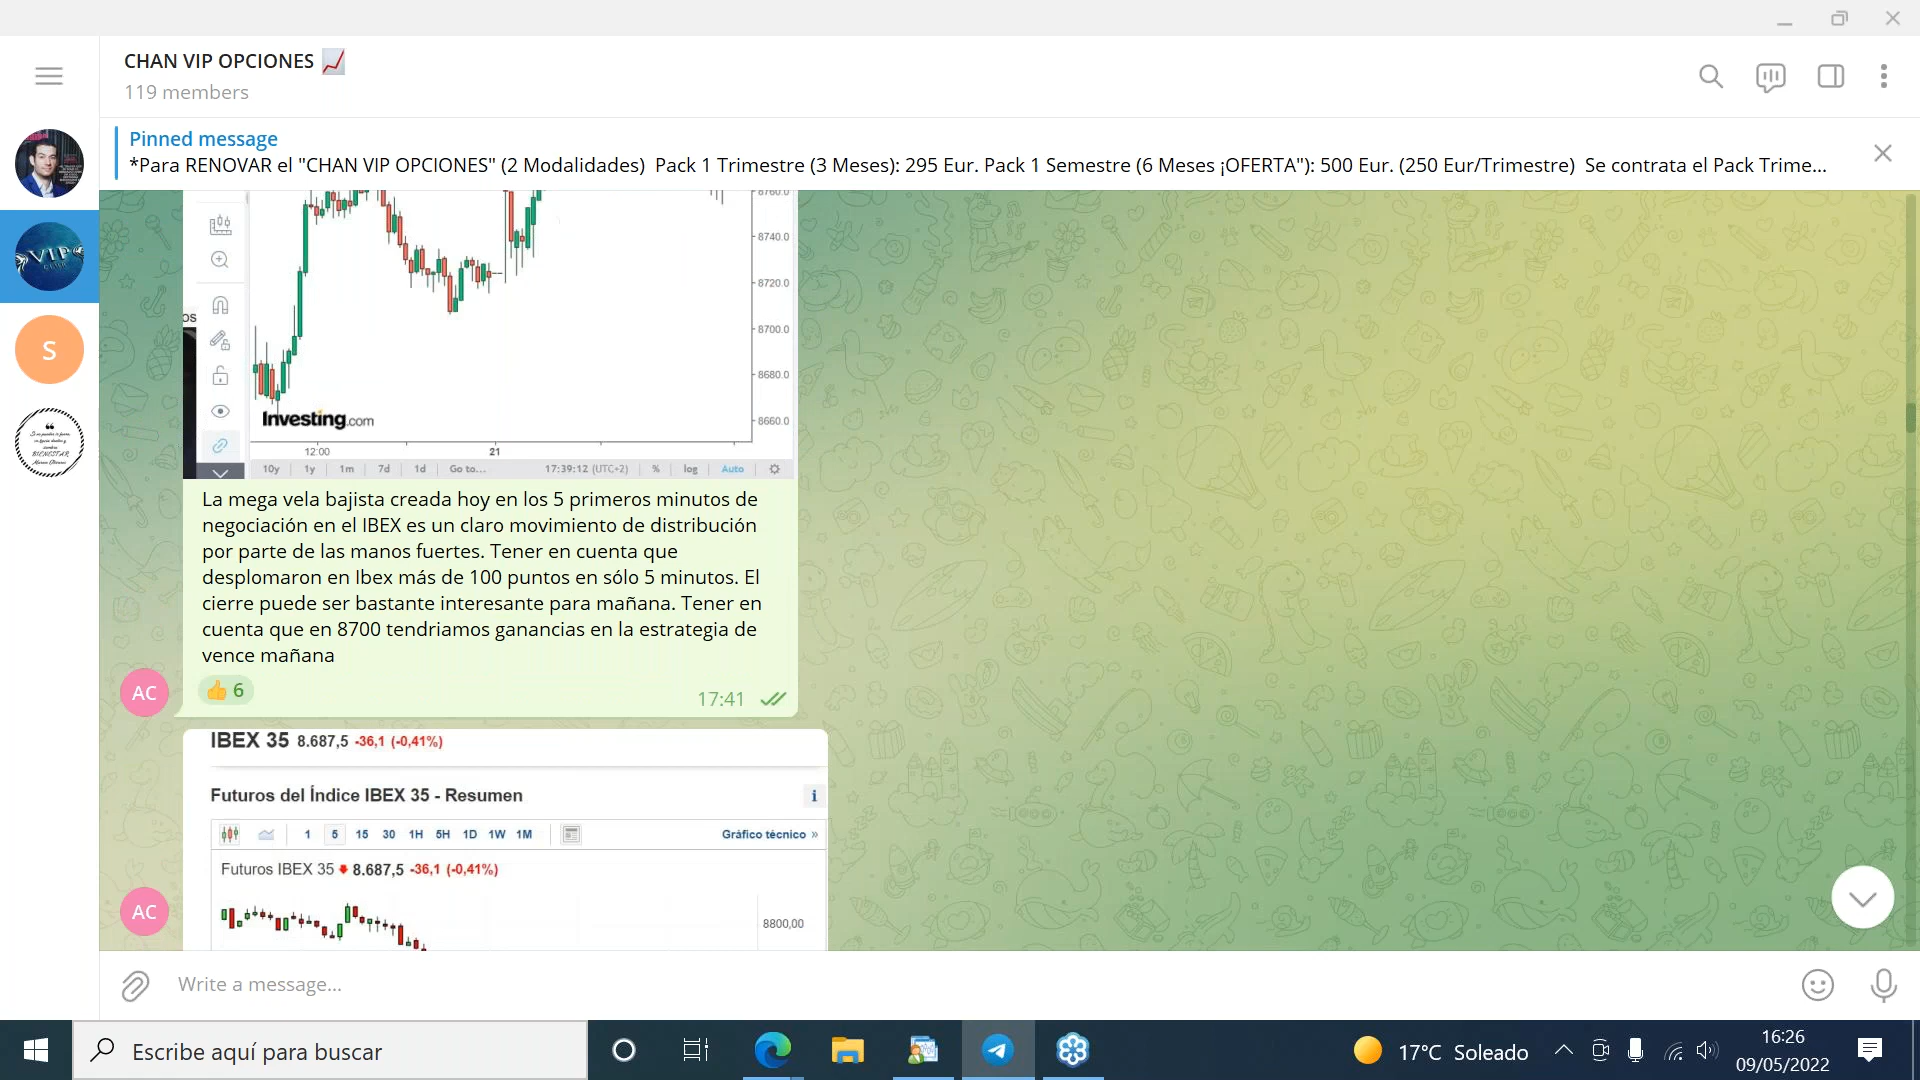 CHAN VIP OPCIONES
119 members
Pinned message
*Para RENOVAR el "CHAN VIP OPCIONES" (2 Modalidades)  Pack 1 Trimestre (3 Meses): 295 Eur. Pack 1 Semestre (6 Meses ¡OFERTA"): 500 Eur. (250 Eur/Trimestre)  Se contrata el Pack Trime...
VIP
S
os
8760.0
8740.0
8720.0
8700.0
8680.0
8660.0
Investing.com
12:00 21
10y 1y 1m 7d 1d Go to... 17:39:12 (UTC+2) % log Auto
La mega vela bajista creada hoy en los 5 primeros minutos de
negociación en el IBEX es un claro movimiento de distribución
por parte de las manos fuertes. Tener en cuenta que
desplomaron en Ibex más de 100 puntos en sólo 5 minutos. El
cierre puede ser bastante interesante para mañana. Tener en
cuenta que en 8700 tendriamos ganancias en la estrategia de
vence mañana
AC
6
17:41
IBEX 35 8.687,5 -36,1 (-0,41%)
Futuros del Índice IBEX 35 - Resumen
i
1 5 15 30 1H 5H 1D 1W 1M Gráfico técnico »
Futuros IBEX 35 8.687,5 -36,1 (-0,41%)
8800,00
AC
Write a message...
Escribe aquí para buscar
17°C Soleado
16:26
09/05/2022